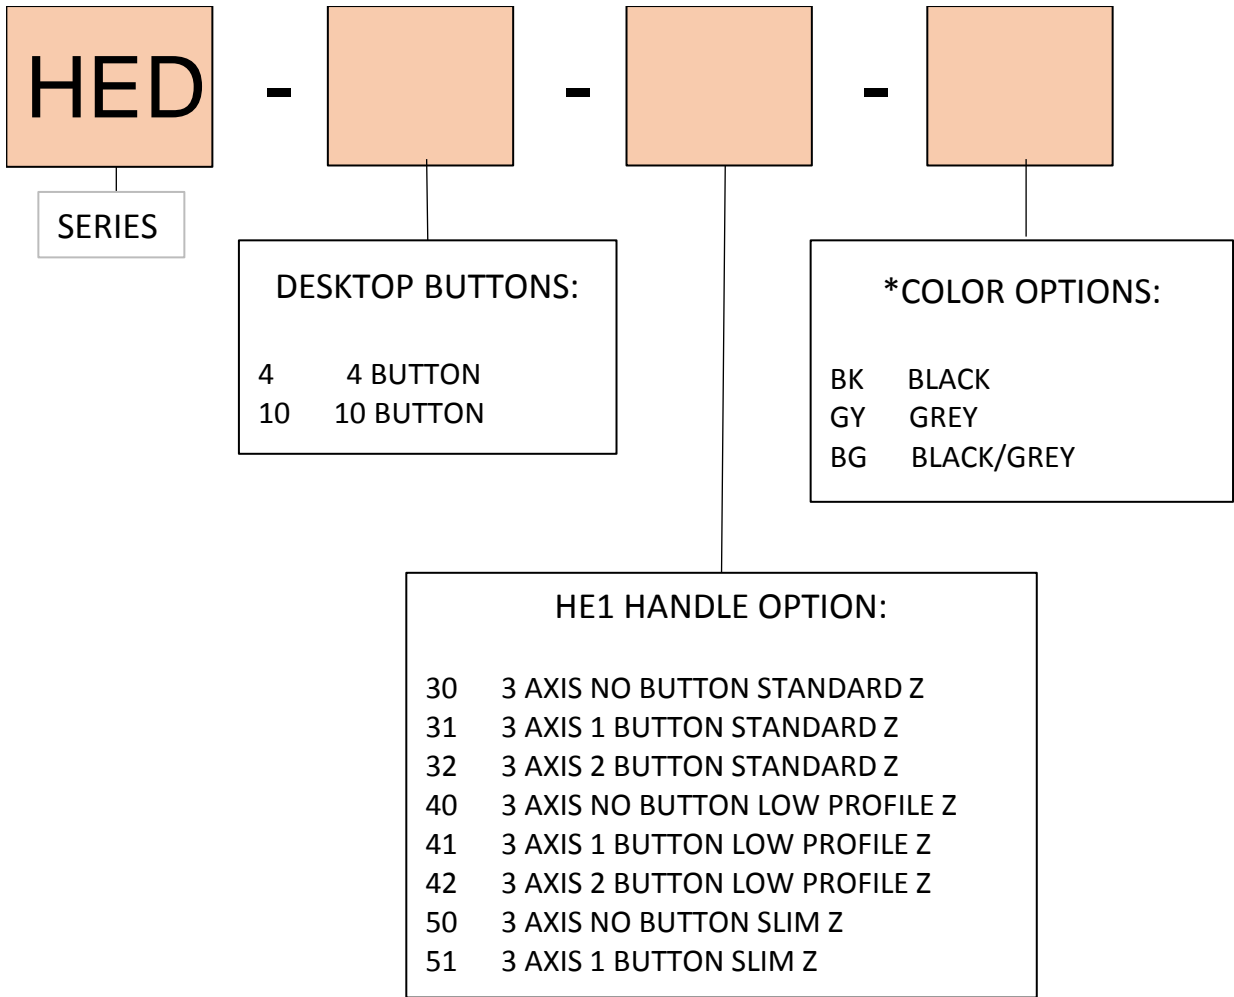 HED - - -
SERIES
DESKTOP BUTTONS:
4 4 BUTTON
10 10 BUTTON
*COLOR OPTIONS:
BK BLACK
GY GREY
BG BLACK/GREY
HE1 HANDLE OPTION:
30 3 AXIS NO BUTTON STANDARD Z
31 3 AXIS 1 BUTTON STANDARD Z
32 3 AXIS 2 BUTTON STANDARD Z
40 3 AXIS NO BUTTON LOW PROFILE Z
41 3 AXIS 1 BUTTON LOW PROFILE Z
42 3 AXIS 2 BUTTON LOW PROFILE Z
50 3 AXIS NO BUTTON SLIM Z
51 3 AXIS 1 BUTTON SLIM Z